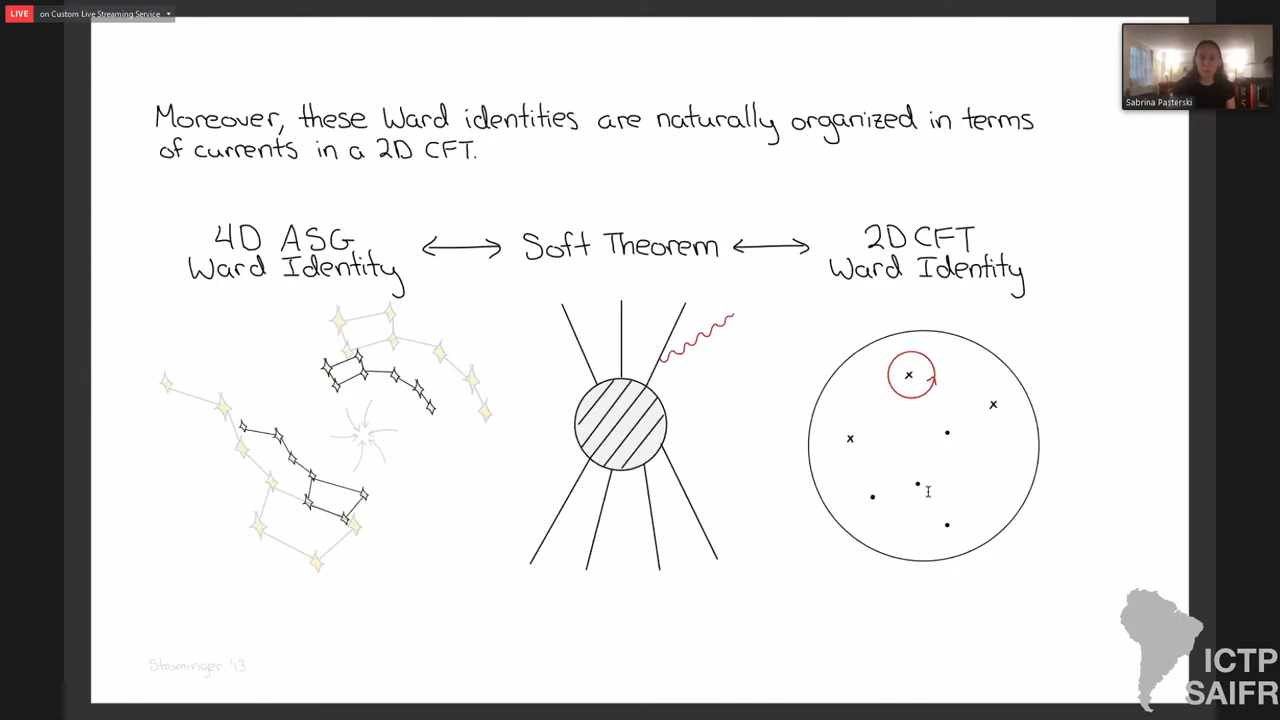 LIVE on Custom Live Streaming Service
Sabrina Pasterski
Moreover, these Ward identities are naturally organized in terms
of currents in a 2D CFT.
4D ASG
Ward Identity
Soft Theorem
2D CFT
Ward Identity
x
x
x
Strominger '13
ICTP
SAIFR